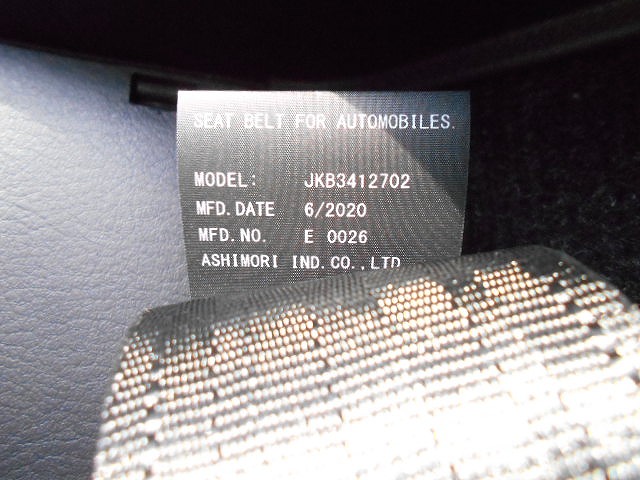 SEAT BELT FOR AUTOMOBILES.
MODEL: JKB3412702
MFD.DATE 6/2020
MFD.NO. E 0026
ASHIMORI IND.CO.,LTD